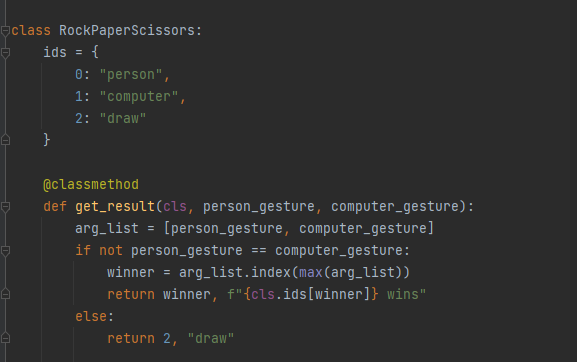 class RockPaperScissors:
    ids = {
        0: "person",
        1: "computer",
        2: "draw"
    }
    @classmethod
    def get_result(cls, person_gesture, computer_gesture):
        arg_list = [person_gesture, computer_gesture]
        if not person_gesture == computer_gesture:
            winner = arg_list.index(max(arg_list))
            return winner, f"{cls.ids[winner]} wins"
        else:
            return 2, "draw"